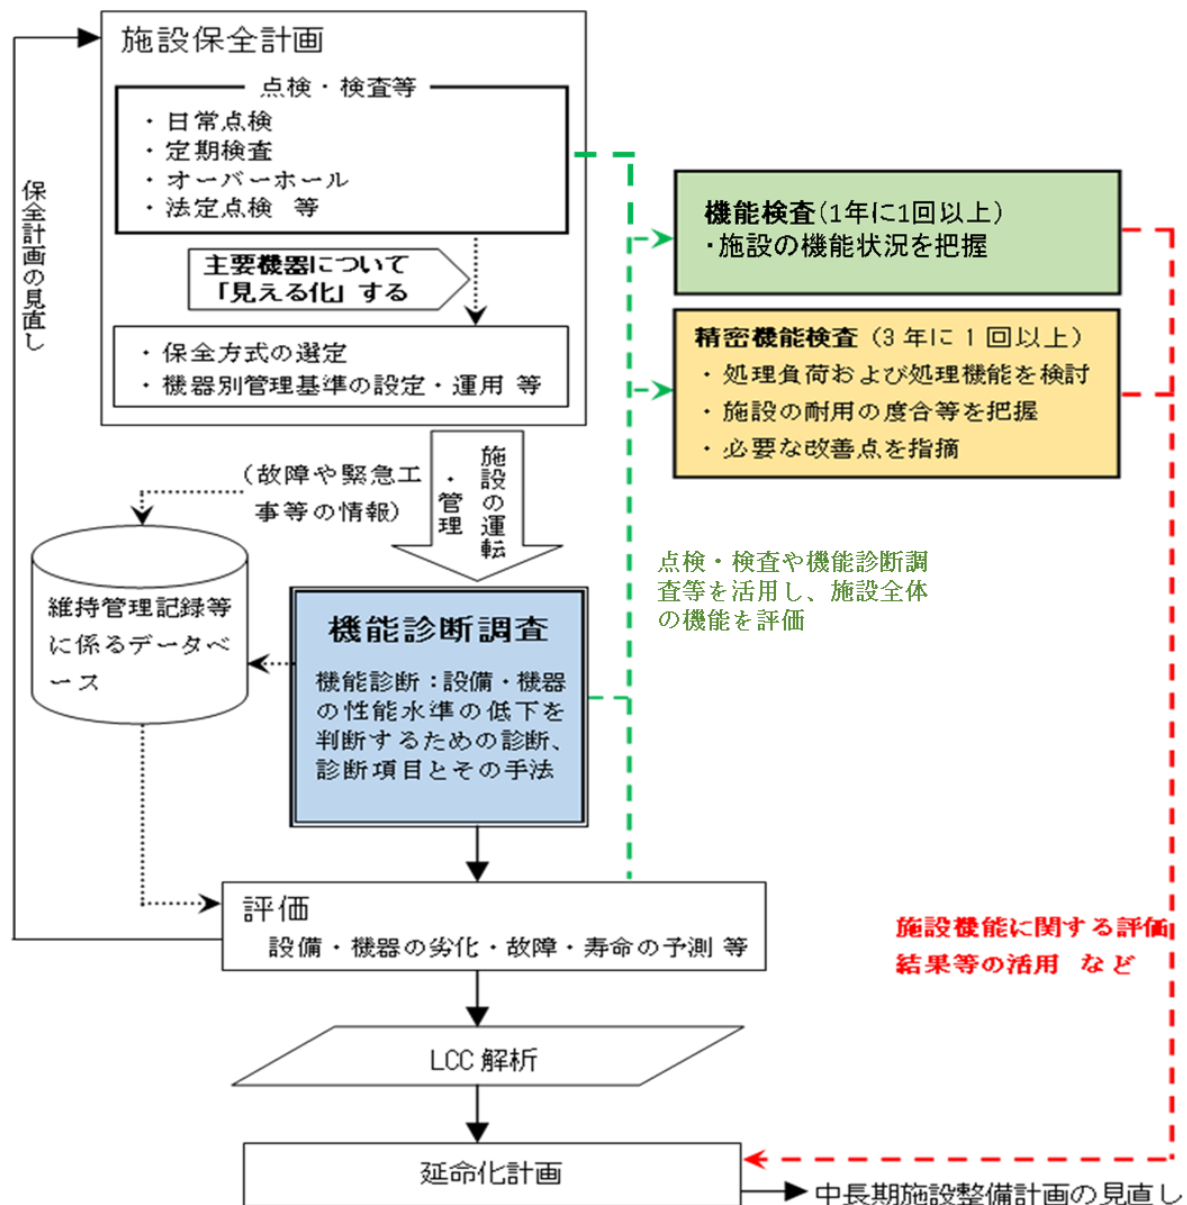 施設保全計画
点検・検査等
・日常点検
・定期検査
・オーバーホール
・法定点検 等
主要機器について
「見える化」する
・保全方式の選定
・機器別管理基準の設定・運用 等
保全計画の見直し
機能検査(1年に1回以上)
・施設の機能状況を把握
精密機能検査(3年に1回以上)
・処理負荷および処理機能を検討
・施設の耐用の度合等を把握
・必要な改善点を指摘
(故障や緊急工
事等の情報)
施設の運転
・管理
点検・検査や機能診断調
査等を活用し、施設全体
の機能を評価
維持管理記録等
に係るデータベ
ース
機能診断調査
機能診断：設備・機器
の性能水準の低下を
判断するための診断、
診断項目とその手法
評価
設備・機器の劣化・故障・寿命の予測 等
施設機能に関する評価
結果等の活用 など
LCC 解析
延命化計画
中長期施設整備計画の見直し